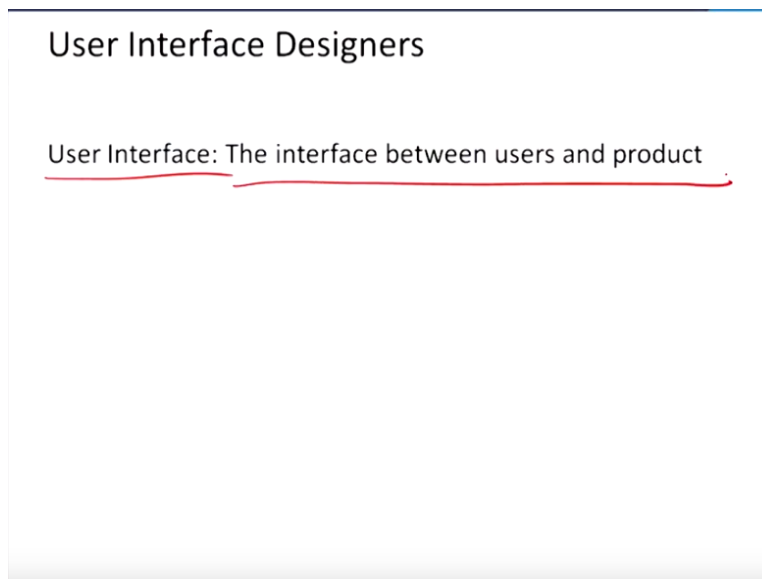 User Interface Designers
User Interface: The interface between users and product